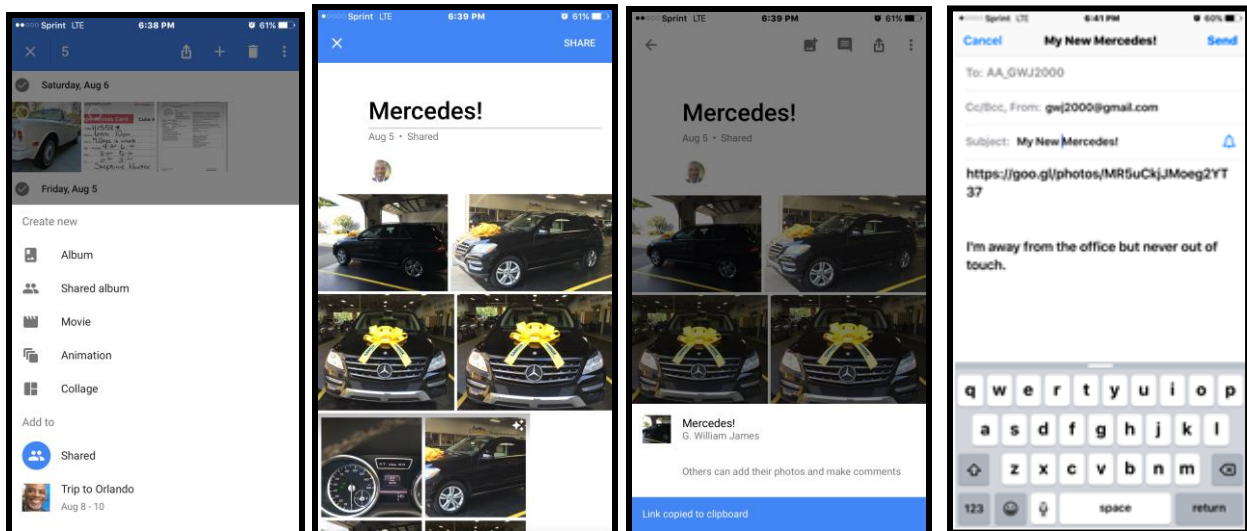 Sprint LTE 6:38 PM 61%
5
Saturday, Aug 6
Friday, Aug 5
Create new
Album
Shared album
Movie
Animation
Collage
Add to
Shared
Trip to Orlando
Aug 8 - 10
Sprint LTE 6:39 PM 61%
SHARE
Mercedes!
Aug 5 • Shared
Sprint LTE 6:39 PM 61%
Mercedes!
Aug 5 • Shared
Mercedes!
G. William James
Others can add their photos and make comments
Link copied to clipboard
Sprint LTE 6:41 PM 60%
Cancel My New Mercedes! Send
To: AA_GWJ2000
Cc/Bcc, From: gwj2000@gmail.com
Subject: My New Mercedes!
https://goo.gl/photos/MR5uCkjJMoeg2YT
37
I'm away from the office but never out of
touch.
q w e r t y u i o p
a s d f g h j k l
z x c v b n m
123 space return